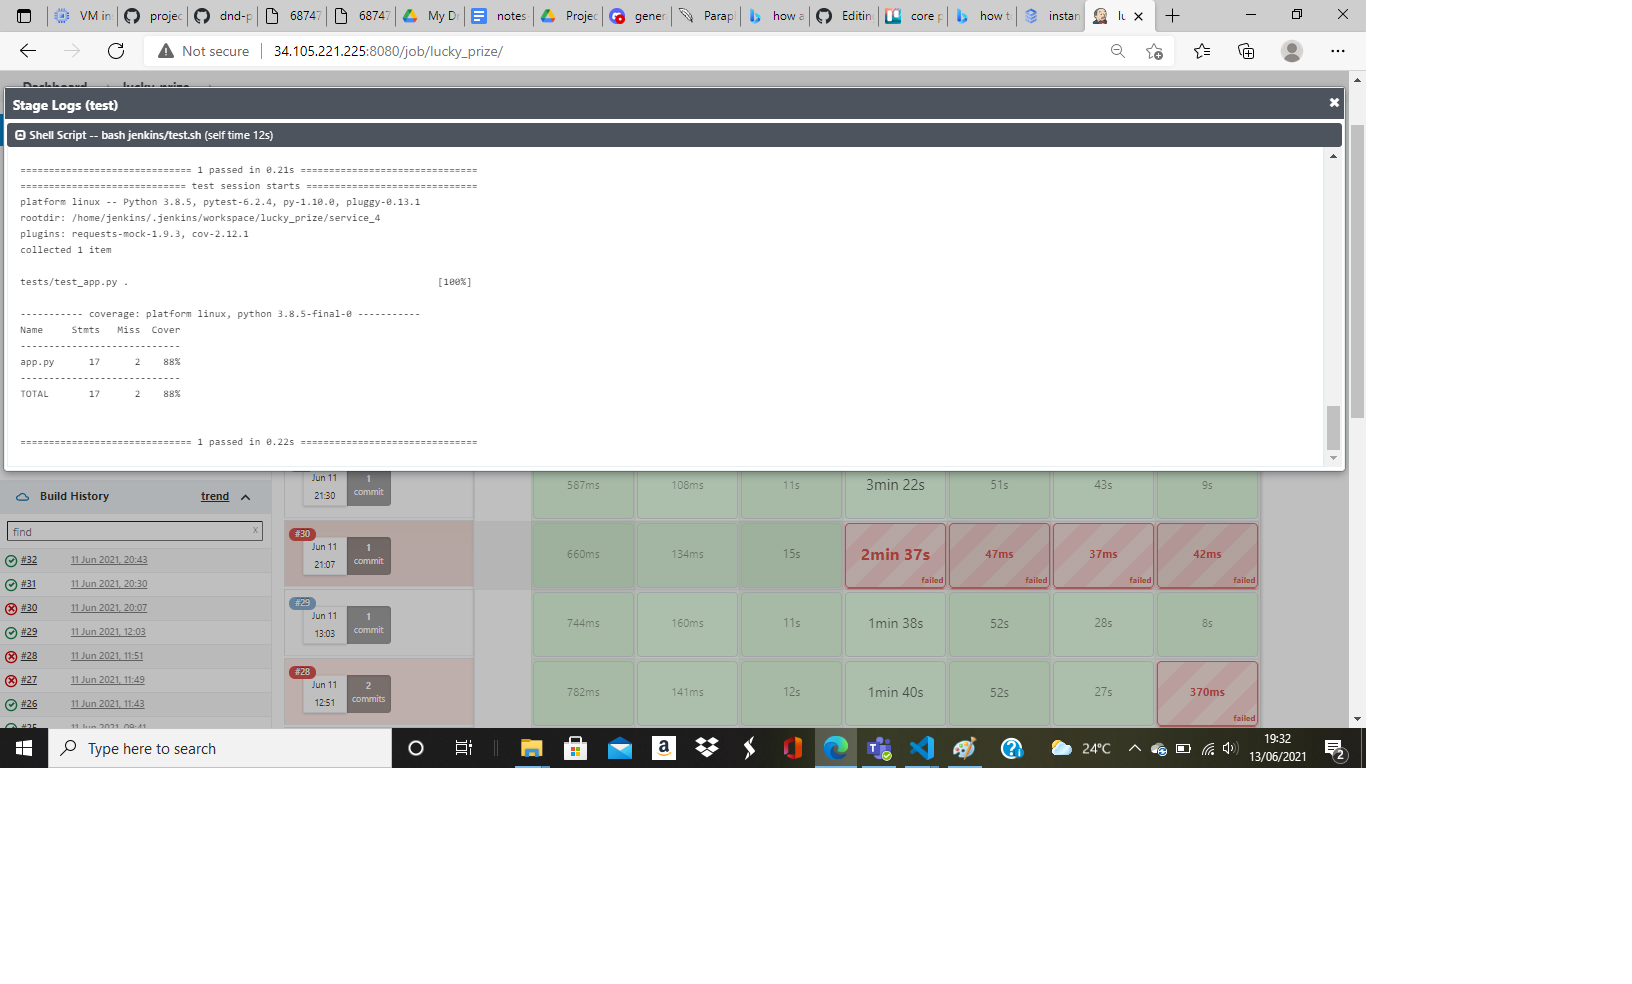 VM in
projec
dnd-p
68747
68747
My Dr
notes-
Projec
gener
Parap
how a
Editin
core p
how t
instan
lu
Not secure
34.105.221.225:8080/job/lucky_prize/
Stage Logs (test)
Shell Script -- bash jenkins/test.sh (self time 12s)
============================== 1 passed in 0.21s ===============================
============================= test session starts ==============================
platform linux -- Python 3.8.5, pytest-6.2.4, py-1.10.0, pluggy-0.13.1
rootdir: /home/jenkins/.jenkins/workspace/lucky_prize/service_4
plugins: requests-mock-1.9.3, cov-2.12.1
collected 1 item
tests/test_app.py . [100%]
----------- coverage: platform linux, python 3.8.5-final-0 -----------
Name Stmts Miss Cover
----------------------------
app.py 17 2 88%
----------------------------
TOTAL 17 2 88%
============================== 1 passed in 0.22s ===============================
Build History trend
find x
#32 11 Jun 2021, 20:43
#31 11 Jun 2021, 20:30
#30 11 Jun 2021, 20:07
#29 11 Jun 2021, 12:03
#28 11 Jun 2021, 11:51
#27 11 Jun 2021, 11:49
#26 11 Jun 2021, 11:43
#25 11 Jun 2021, 09:41
Jun 11 21:30 1 commit
587ms 108ms 11s 3min 22s 51s 43s 9s
#30
Jun 11 21:07 1 commit
660ms 134ms 15s 2min 37s 47ms 37ms 42ms
failed failed failed failed
#29
Jun 11 13:03 1 commit
744ms 160ms 11s 1min 38s 52s 28s 8s
#28
Jun 11 12:51 2 commits
782ms 141ms 12s 1min 40s 52s 27s 370ms
failed
Type here to search
24°C
19:32
13/06/2021
2